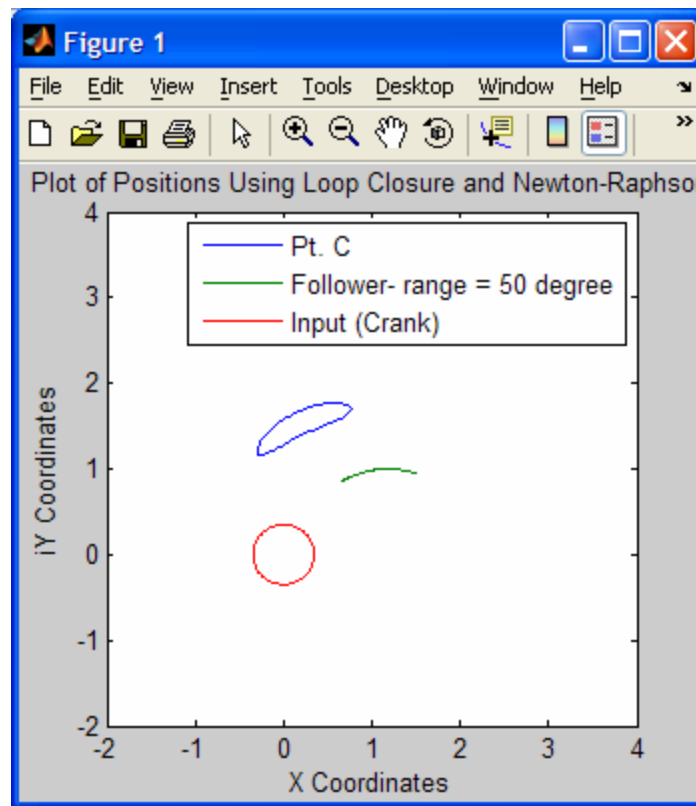 Figure 1
File Edit View Insert Tools Desktop Window Help
Plot of Positions Using Loop Closure and Newton-Raphso
Pt. C
Follower- range = 50 degree
Input (Crank)
4
3
2
1
0
-1
-2
iY Coordinates
-2 -1 0 1 2 3 4
X Coordinates